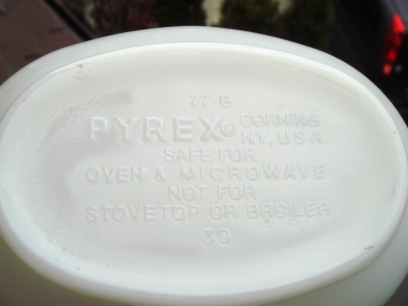 77-B
PYREX® CORNING
NY, U.S.A.
SAFE FOR
OVEN & MICROWAVE
NOT FOR
STOVETOP OR BROILER
30